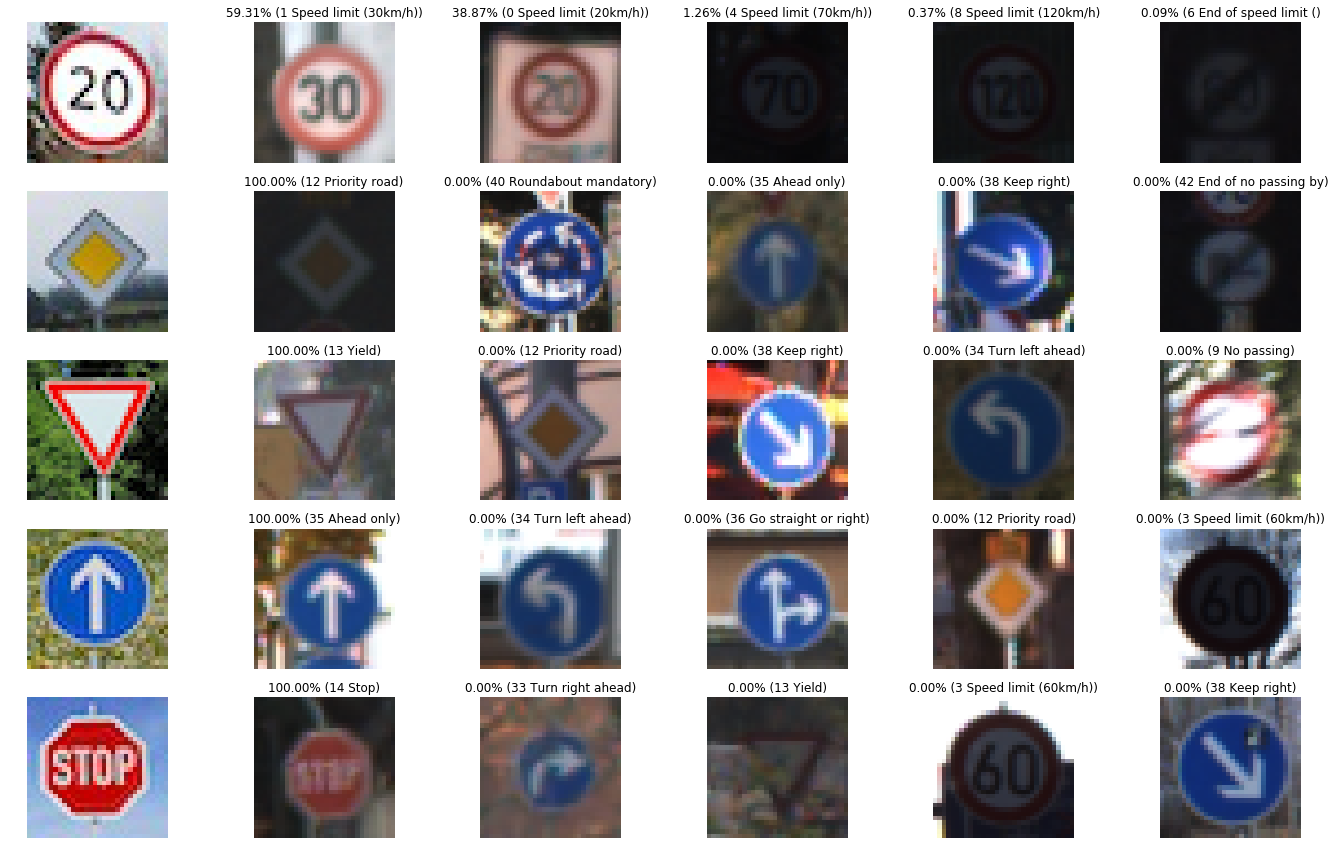 59.31% (1 Speed limit (30km/h)) 38.87% (0 Speed limit (20km/h)) 1.26% (4 Speed limit (70km/h)) 0.37% (8 Speed limit (120km/h) 0.09% (6 End of speed limit ()
20 30 20 70 120
100.00% (12 Priority road) 0.00% (40 Roundabout mandatory) 0.00% (35 Ahead only) 0.00% (38 Keep right) 0.00% (42 End of no passing by)
100.00% (13 Yield) 0.00% (12 Priority road) 0.00% (38 Keep right) 0.00% (34 Turn left ahead) 0.00% (9 No passing)
100.00% (35 Ahead only) 0.00% (34 Turn left ahead) 0.00% (36 Go straight or right) 0.00% (12 Priority road) 0.00% (3 Speed limit (60km/h))
60
100.00% (14 Stop) 0.00% (33 Turn right ahead) 0.00% (13 Yield) 0.00% (3 Speed limit (60km/h)) 0.00% (38 Keep right)
STOP STOP 60